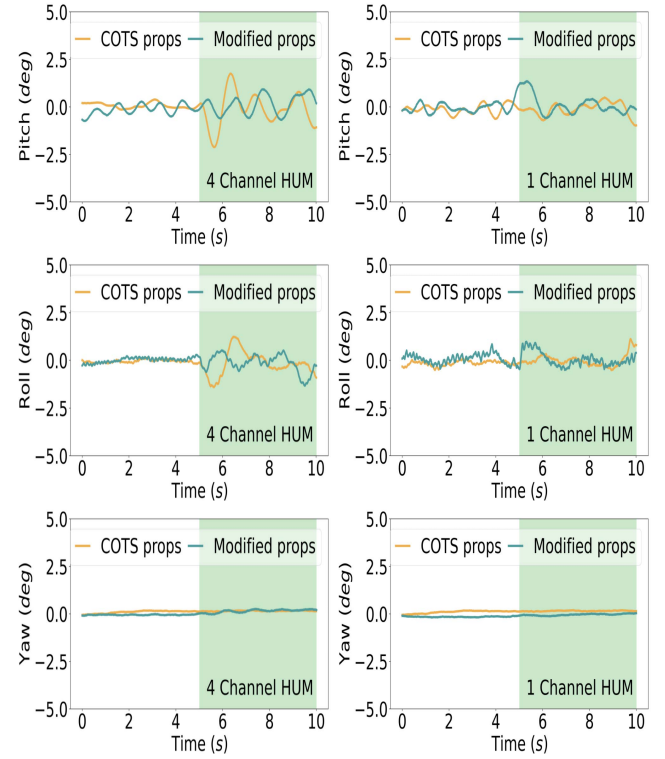 5.0
COTS props Modified props
2.5
0.0
−2.5
−5.0
Pitch (deg)
4 Channel HUM
0 2 4 6 8 10
Time (s)
5.0
COTS props Modified props
2.5
0.0
−2.5
−5.0
Pitch (deg)
1 Channel HUM
0 2 4 6 8 10
Time (s)
5.0
COTS props Modified props
2.5
0.0
−2.5
−5.0
Roll (deg)
4 Channel HUM
0 2 4 6 8 10
Time (s)
5.0
COTS props Modified props
2.5
0.0
−2.5
−5.0
Roll (deg)
1 Channel HUM
0 2 4 6 8 10
Time (s)
5.0
COTS props Modified props
2.5
0.0
−2.5
−5.0
Yaw (deg)
4 Channel HUM
0 2 4 6 8 10
Time (s)
5.0
COTS props Modified props
2.5
0.0
−2.5
−5.0
Yaw (deg)
1 Channel HUM
0 2 4 6 8 10
Time (s)